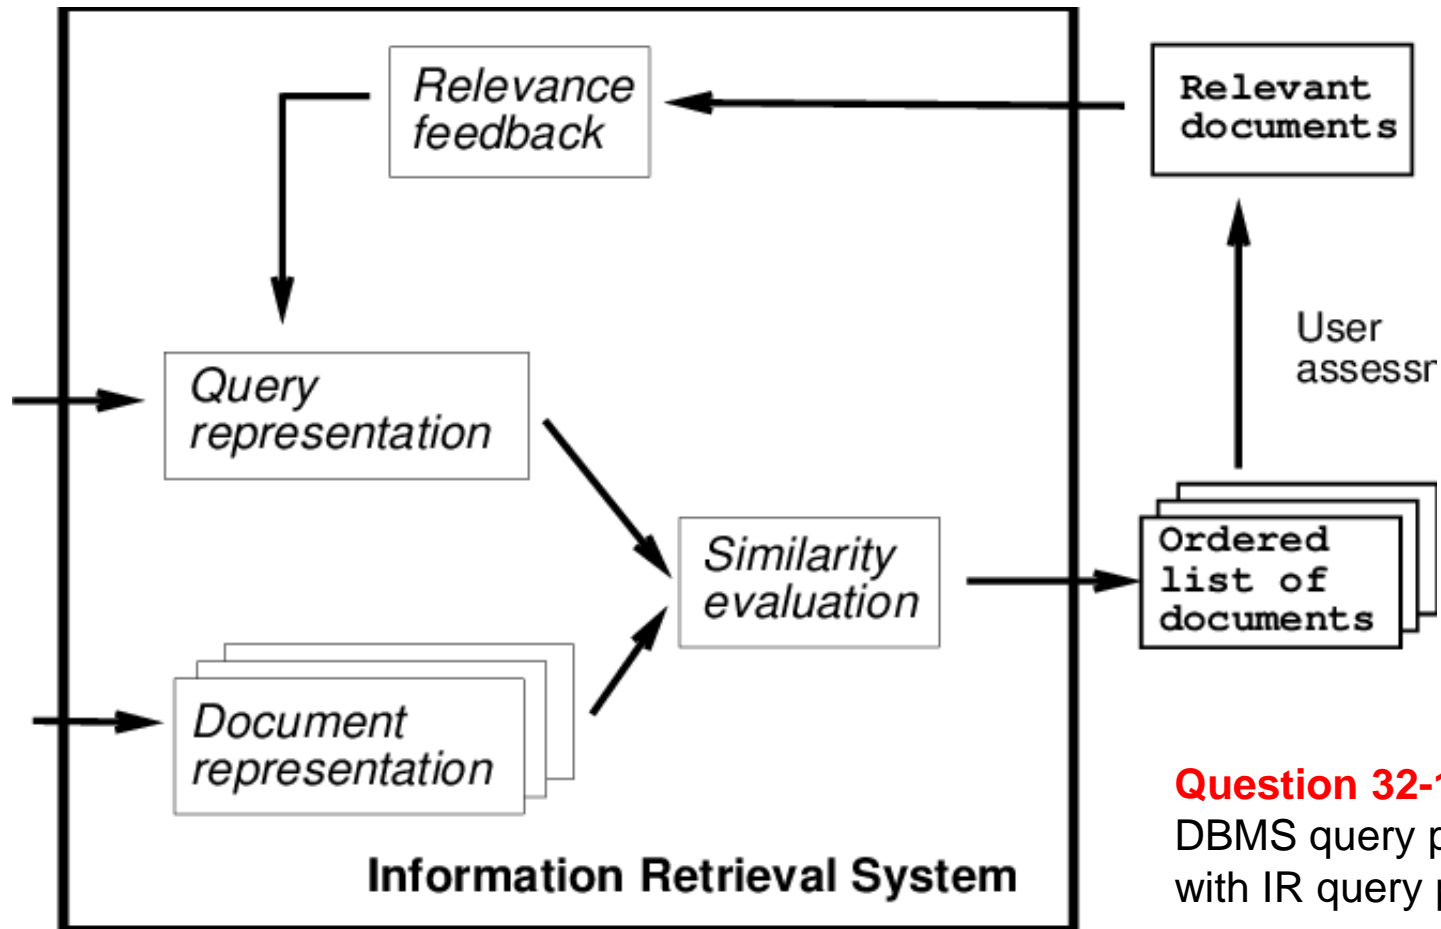 Relevance
feedback
Relevant
documents
User
Query
representation
Similarity
evaluation
Ordered
list of
documents
Document
representation
Information Retrieval System
Question
DBMS query
with IR query